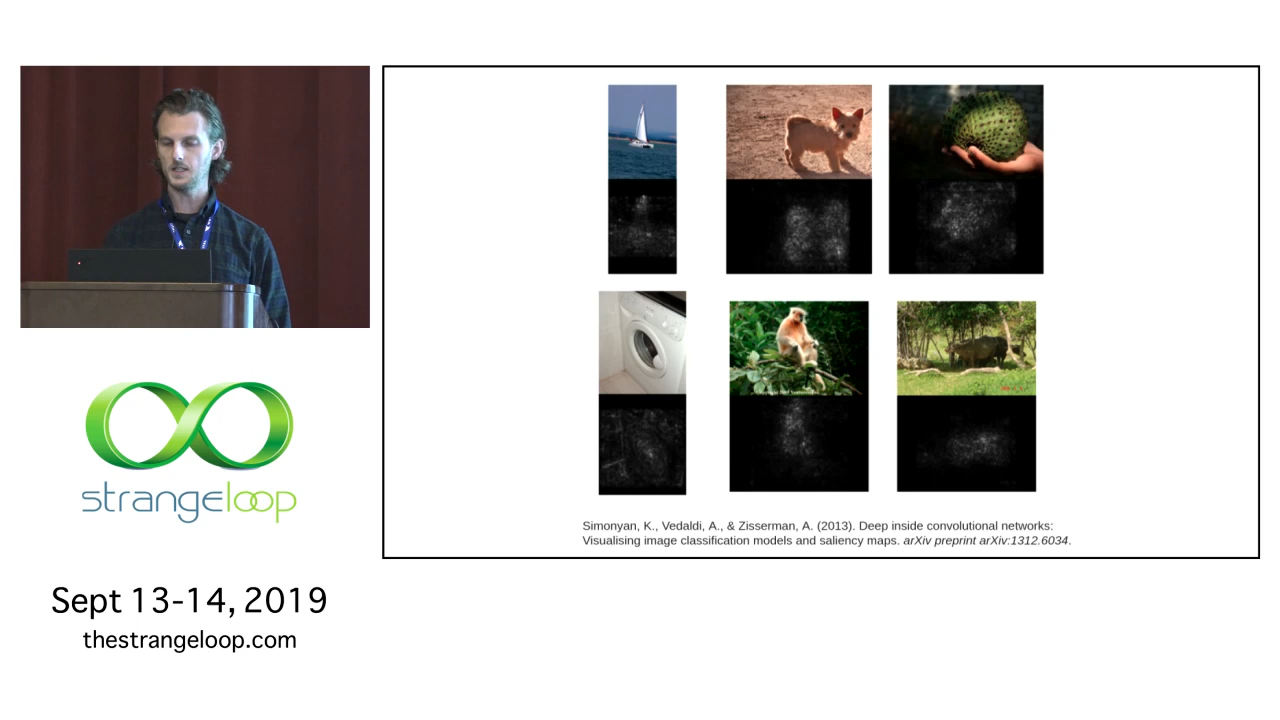 Simonyan, K., Vedaldi, A., & Zisserman, A. (2013). Deep inside convolutional networks:
Visualising image classification models and saliency maps. arXiv preprint arXiv:1312.6034.
strangeloop
Sept 13-14, 2019
thestrangeloop.com